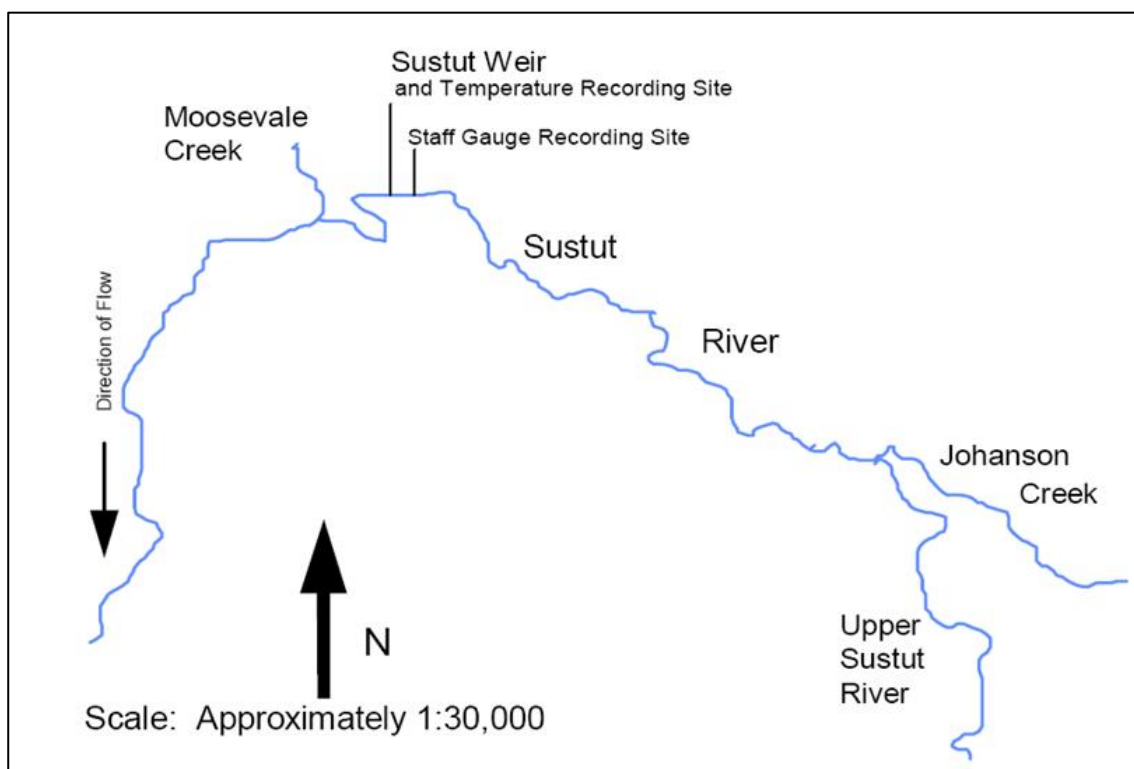 Sustut Weir
and Temperature Recording Site
Staff Gauge Recording Site
Moosevale
Creek
Sustut
River
Direction of Flow
Johanson
Creek
Upper
Sustut
River
N
Scale: Approximately 1:30,000